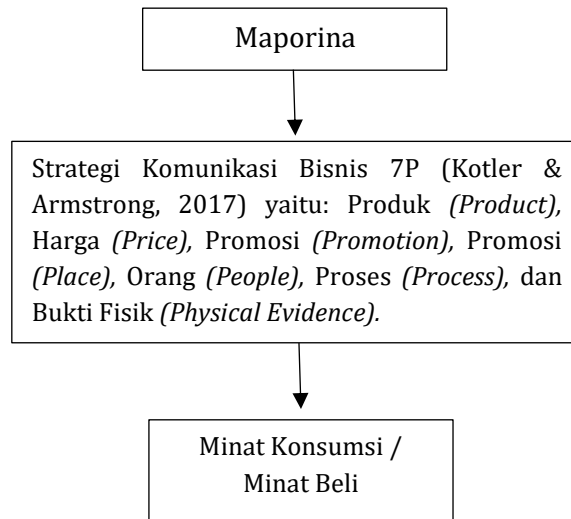 Maporina
Strategi Komunikasi Bisnis 7P (Kotler &
Armstrong, 2017) yaitu: Produk (Product),
Harga (Price), Promosi (Promotion), Promosi
(Place), Orang (People), Proses (Process), dan
Bukti Fisik (Physical Evidence).
Minat Konsumsi /
Minat Beli